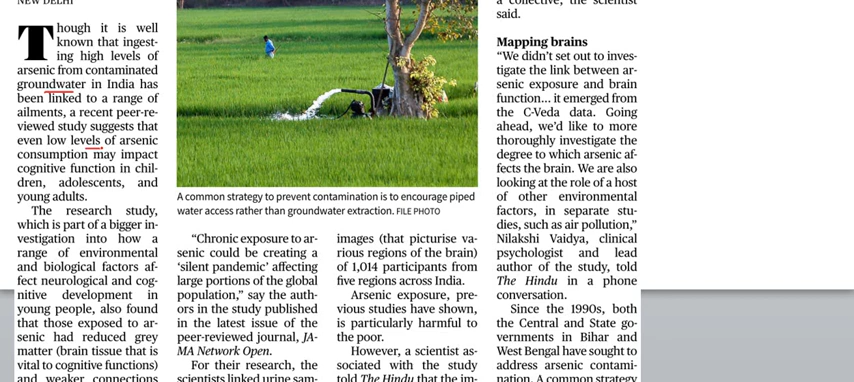 NEW DELHI
Though it is well
known that ingest-
ing high levels of
arsenic from contaminated
groundwater in India has
been linked to a range of
ailments, a recent peer-re-
viewed study suggests that
even low levels of arsenic
consumption may impact
cognitive function in chil-
dren, adolescents, and
young adults.
The research study,
which is part of a bigger in-
vestigation into how a
range of environmental
and biological factors af-
fect neurological and cog-
nitive development in
young people, also found
that those exposed to ar-
senic had reduced grey
matter (brain tissue that is
vital to cognitive functions)
and weaker connections
A common strategy to prevent contamination is to encourage piped
water access rather than groundwater extraction. FILE PHOTO
“Chronic exposure to ar-
senic could be creating a
‘silent pandemic’ affecting
large portions of the global
population,” say the auth-
ors in the study published
in the latest issue of the
peer-reviewed journal, JA-
MA Network Open.
For their research, the
scientists linked urine sam-
images (that picturise va-
rious regions of the brain)
of 1,014 participants from
five regions across India.
Arsenic exposure, pre-
vious studies have shown,
is particularly harmful to
the poor.
However, a scientist as-
sociated with the study
told The Hindu that the im-
a collective, the scientist
said.
Mapping brains
“We didn’t set out to inves-
tigate the link between ar-
senic exposure and brain
function... it emerged from
the C-Veda data. Going
ahead, we’d like to more
thoroughly investigate the
degree to which arsenic af-
fects the brain. We are also
looking at the role of a host
of other environmental
factors, in separate stu-
dies, such as air pollution,”
Nilakshi Vaidya, clinical
psychologist and lead
author of the study, told
The Hindu in a phone
conversation.
Since the 1990s, both
the Central and State go-
vernments in Bihar and
West Bengal have sought to
address arsenic contami-
nation. A common strategy